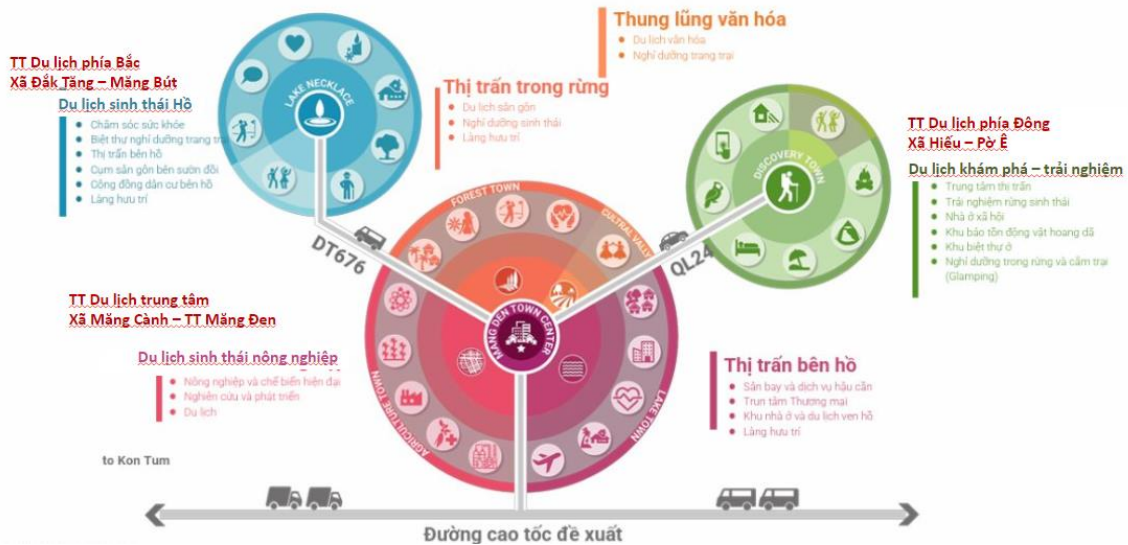 Thung lũng văn hóa
Du lịch văn hóa
Nghỉ dưỡng trang trại
TT Du lịch phía Bắc
Xã Đắk Tăng – Măng Bút
Du lịch sinh thái Hồ
Chăm sóc sức khỏe
Biệt thự nghỉ dưỡng trang trại
Thị trấn bên hồ
Cụm sân gôn bên sườn đồi
Cộng đồng dân cư bên hồ
Làng hưu trí
LAKE NECKLACE
Thị trấn trong rừng
Du lịch sân gôn
Nghỉ dưỡng sinh thái
Làng hưu trí
DISCOVERY TOWN
TT Du lịch phía Đông
Xã Hiếu – Pờ Ê
Du lịch khám phá – trải nghiệm
Trung tâm thị trấn
Trải nghiệm rừng sinh thái
Nhà ở xã hội
Khu bảo tồn động vật hoang dã
Khu biệt thự ở
Nghỉ dưỡng trong rừng và cắm trại
(Glamping)
DT676
QL24
FOREST TOWN
CULTRAL VALLY
MANG DEN TOWN CENTER
AGRICULTURE TOWN
LAKE TOWN
TT Du lịch trung tâm
Xã Măng Cành – TT Măng Đen
Du lịch sinh thái nông nghiệp
Nông nghiệp và chế biến hiện đại
Nghiên cứu và phát triển
Du lịch
Thị trấn bên hồ
Sân bay và dịch vụ hậu cần
Trun tâm Thương mại
Khu nhà ở và du lịch ven hồ
Làng hưu trí
to Kon Tum
Đường cao tốc đề xuất